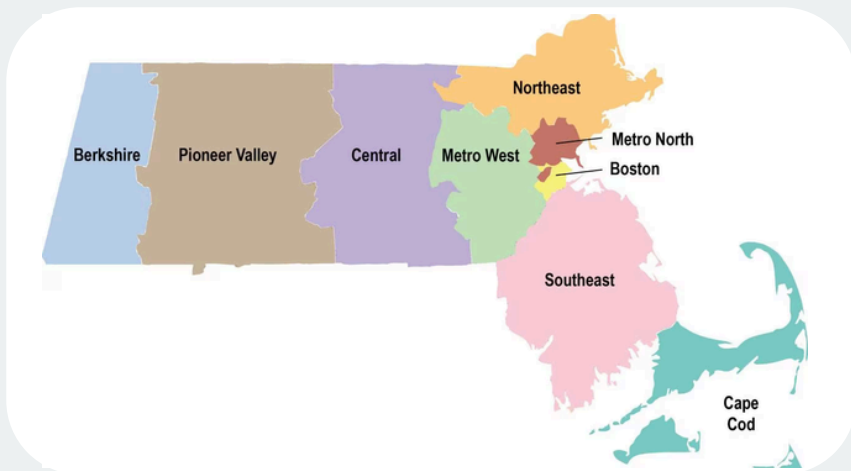 Northeast
Metro North
Berkshire
Pioneer Valley
Central
Metro West
Boston
Southeast
Cape
Cod